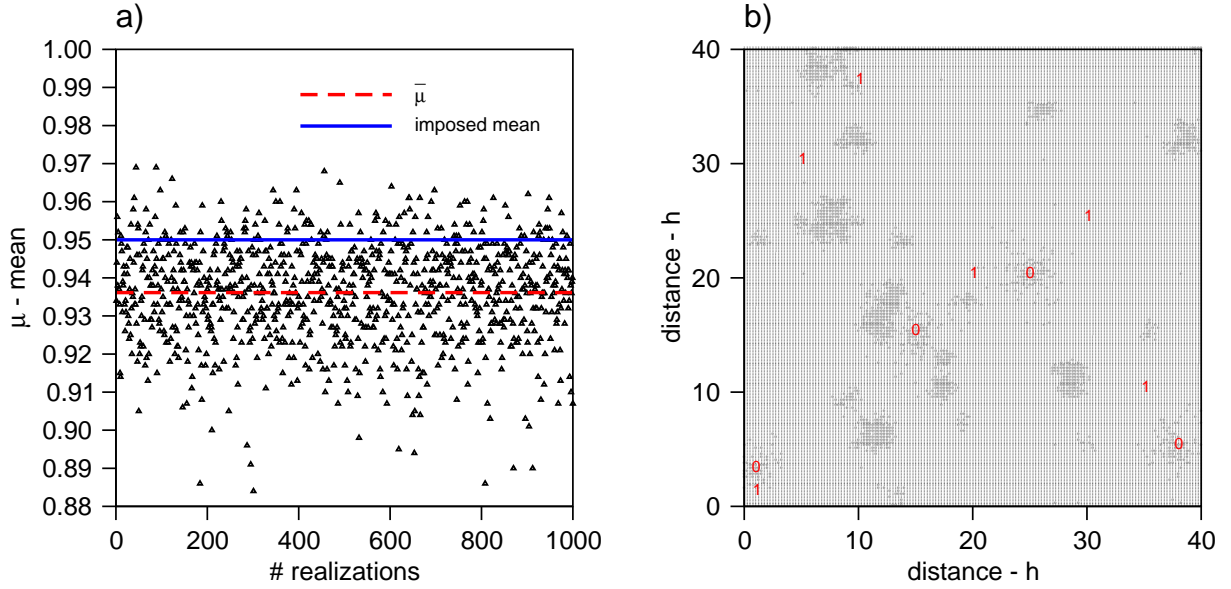 a)
1.00
0.99
0.98
0.97
0.96
0.95
0.94
0.93
0.92
0.91
0.90
0.89
0.88
μ - mean
0 200 400 600 800 1000
# realizations
μ̅
imposed mean
b)
40
30
20
10
0
distance - h
0 10 20 30 40
distance - h
1
1
1
1 0
0
1
0
0
1